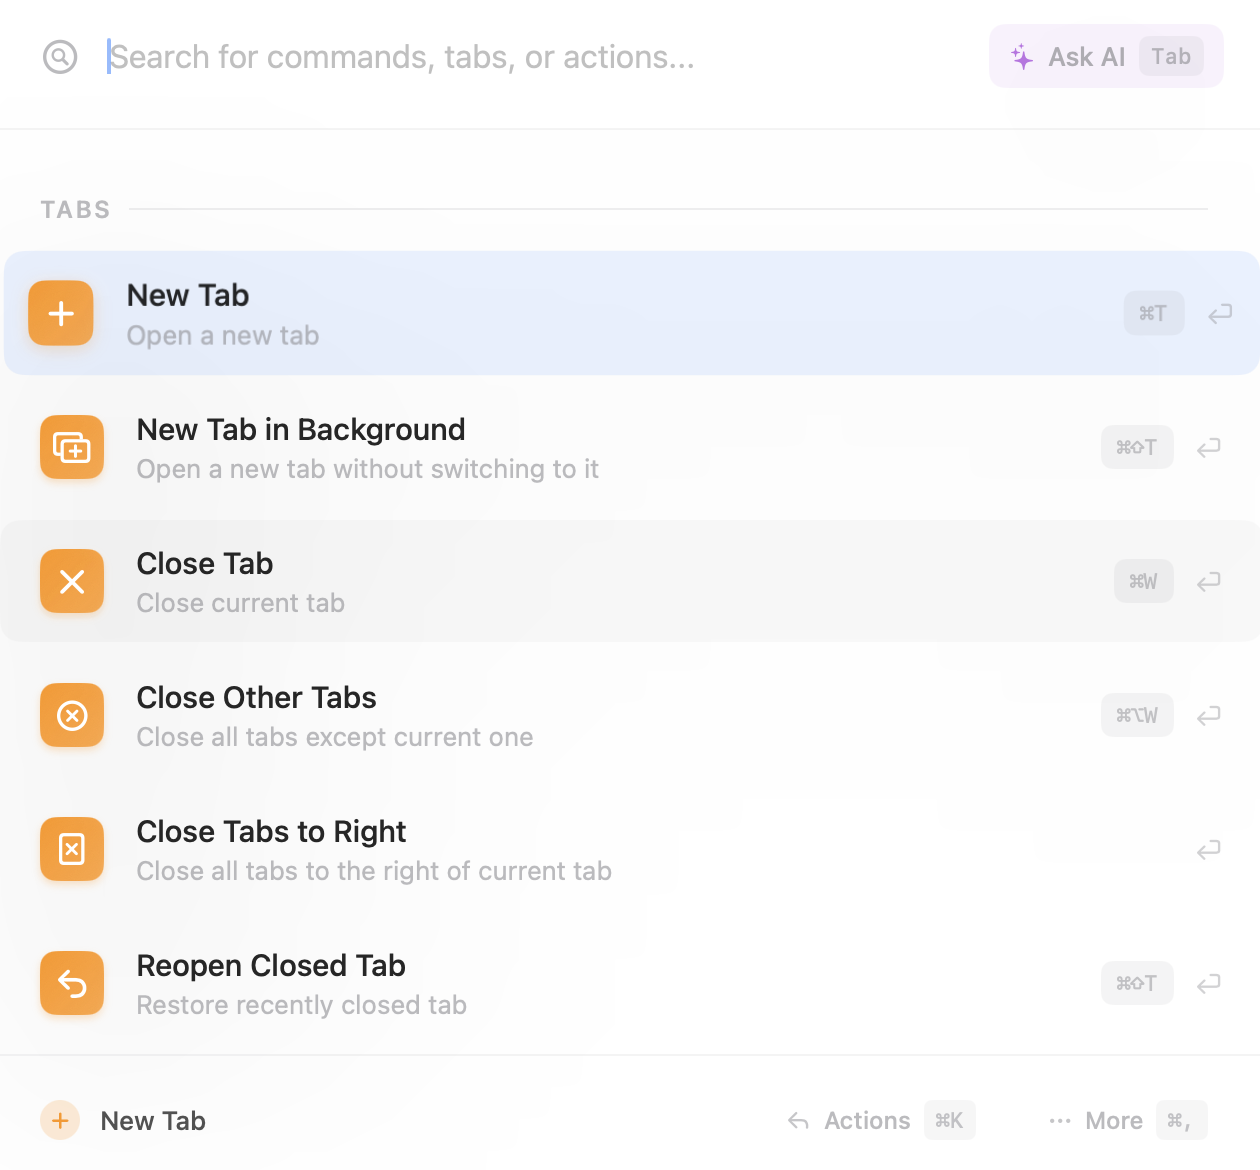 Search for commands, tabs, or actions...
Ask AI Tab
TABS
New Tab
Open a new tab
⌘T
New Tab in Background
Open a new tab without switching to it
⌘⇧T
Close Tab
Close current tab
⌘W
Close Other Tabs
Close all tabs except current one
⌘⌥W
Close Tabs to Right
Close all tabs to the right of current tab
Reopen Closed Tab
Restore recently closed tab
⌘⇧T
New Tab
Actions ⌘K
More ⌘,